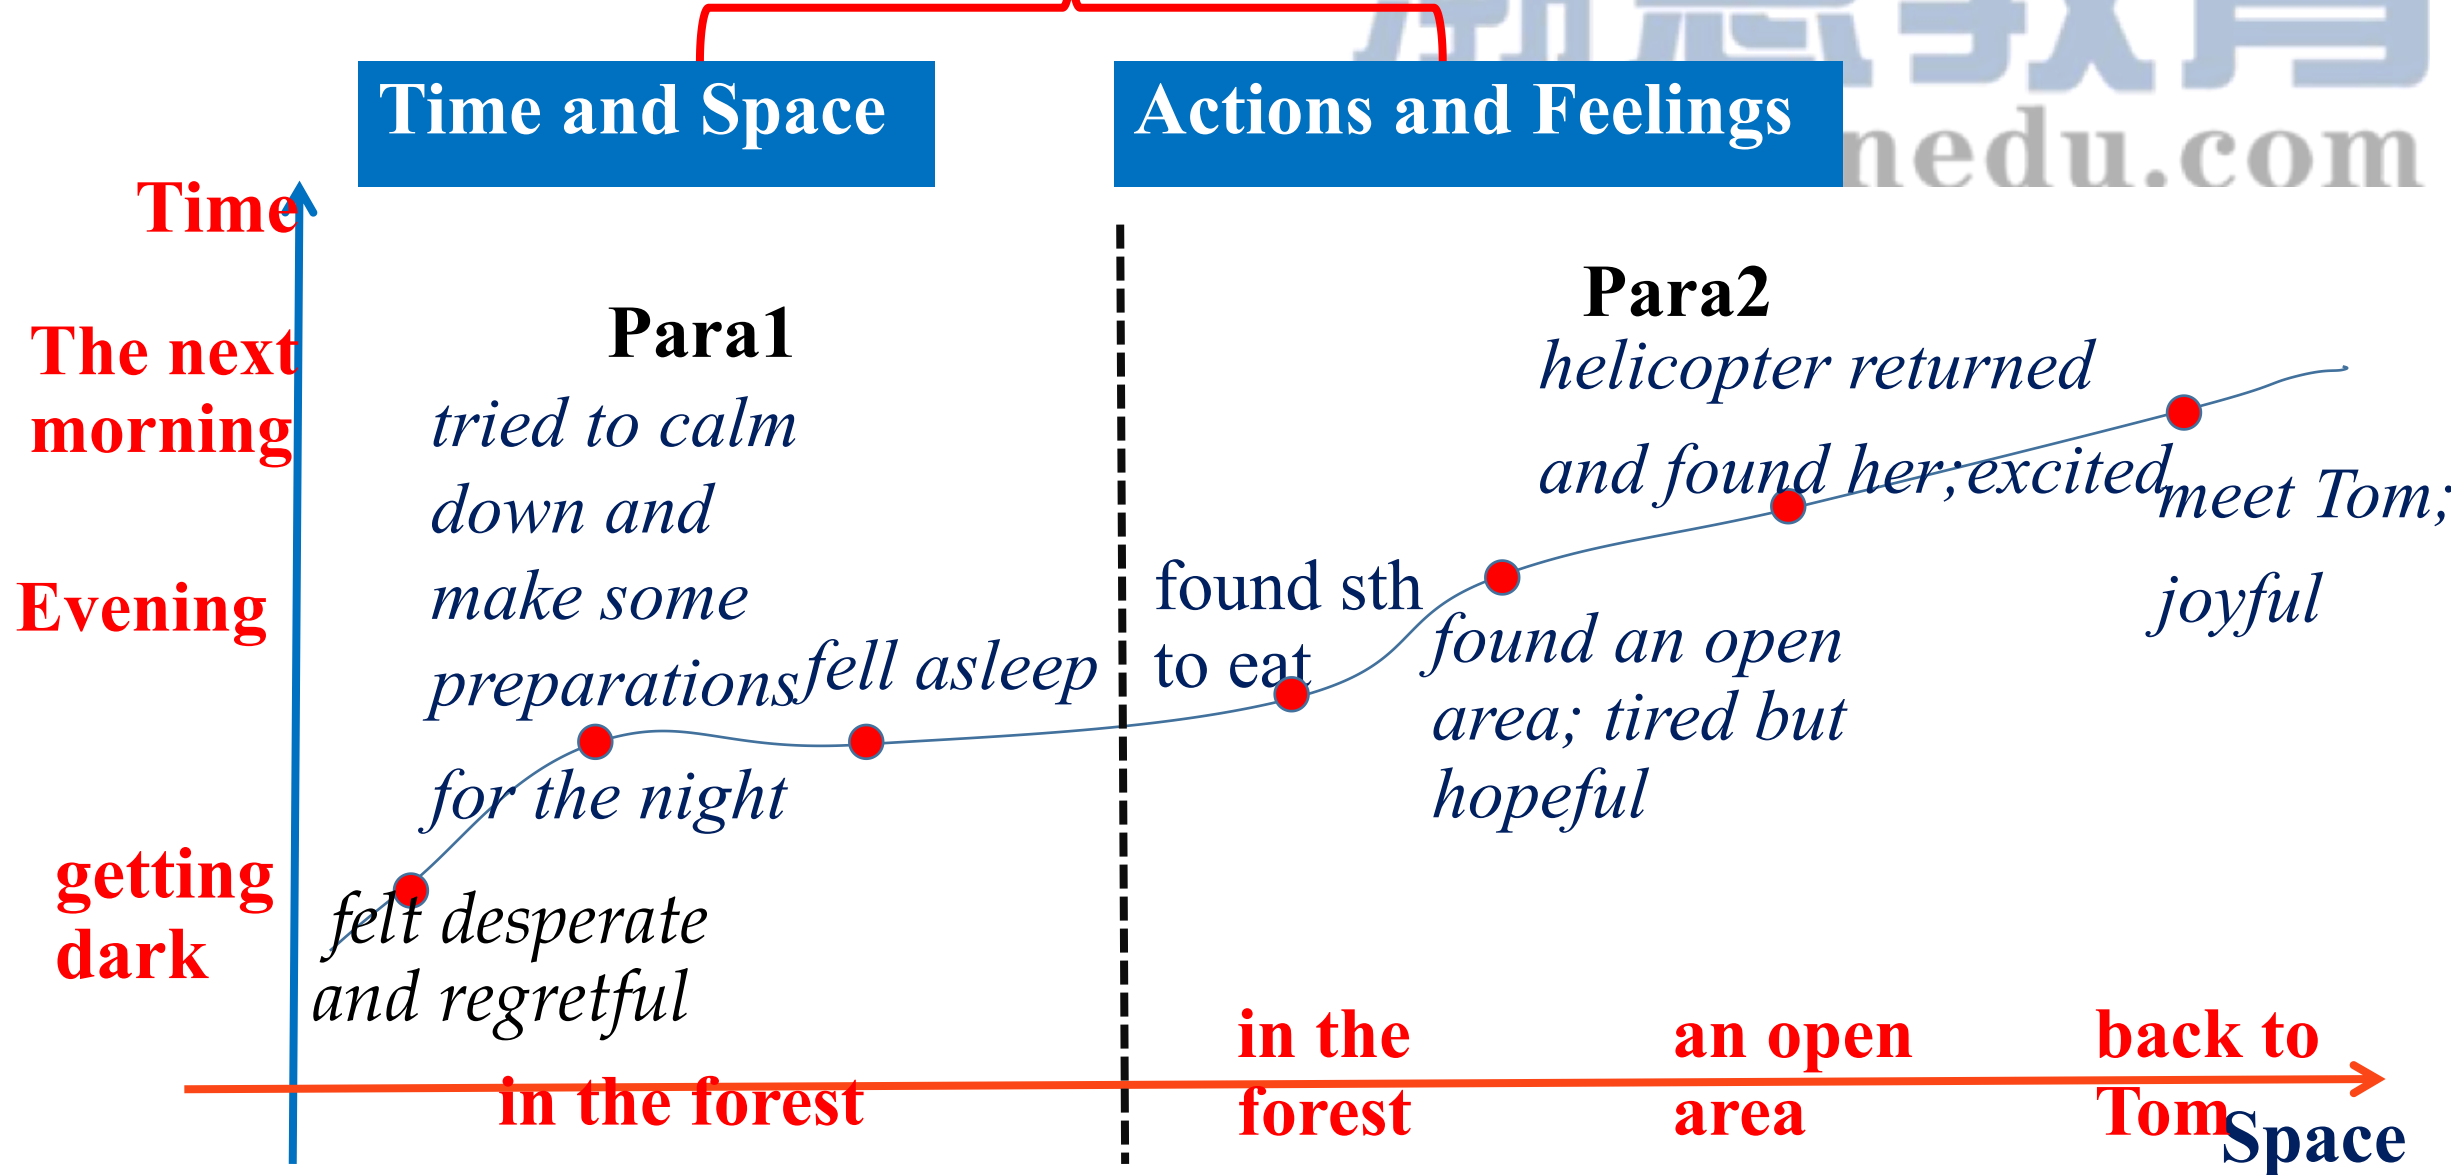 Time and Space
Actions and Feelings
nedu.com
Time
Para2
Para1
The next
morning
helicopter returned
and found her;excited
tried to calm
down and
make some
preparations
for the night
fell asleep
found sth
to eat
meet Tom;
joyful
Evening
found an open
area; tired but
hopeful
getting
dark
felt desperate
and regretful
in the forest
in the
forest
an open
area
back to
Tom
Space